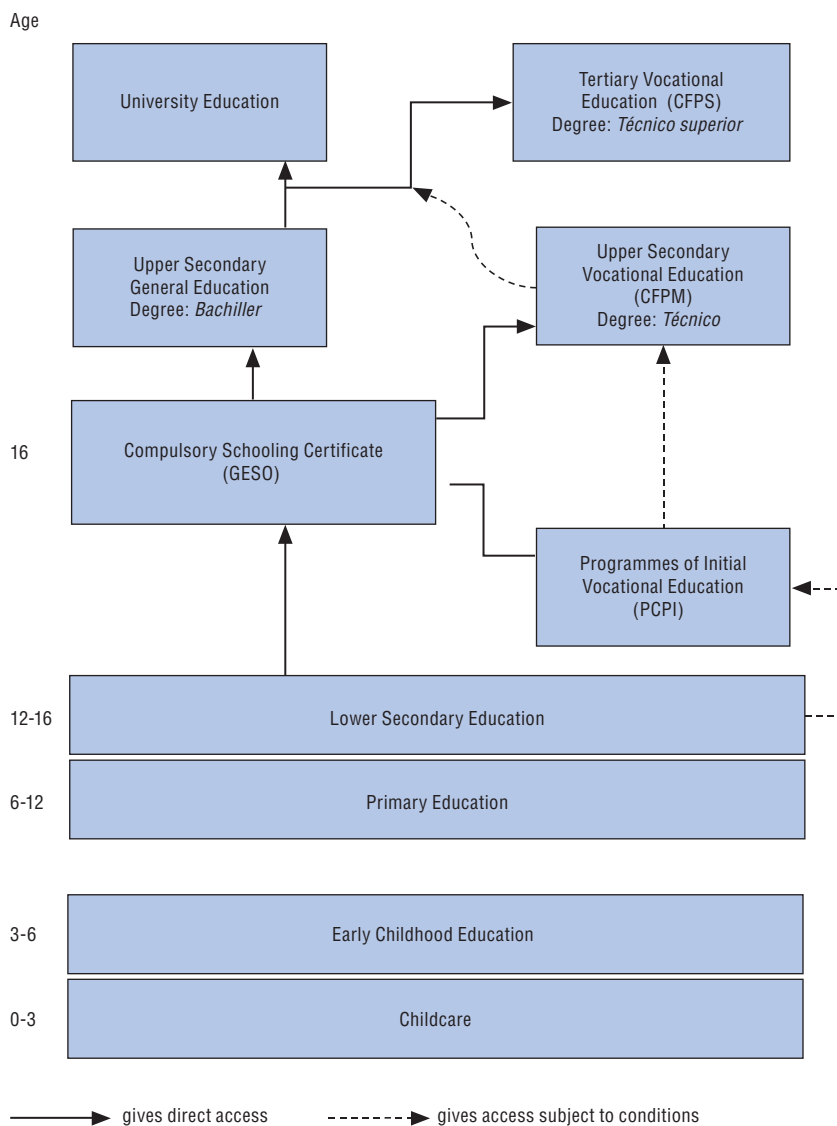 Age
University Education
Tertiary Vocational
Education (CFPS)
Degree: Técnico superior
Upper Secondary
General Education
Degree: Bachiller
Upper Secondary
Vocational Education
(CFPM)
Degree: Técnico
16
Compulsory Schooling Certificate
(GESO)
Programmes of Initial
Vocational Education
(PCPI)
12-16
Lower Secondary Education
6-12
Primary Education
3-6
Early Childhood Education
0-3
Childcare
gives direct access
gives access subject to conditions